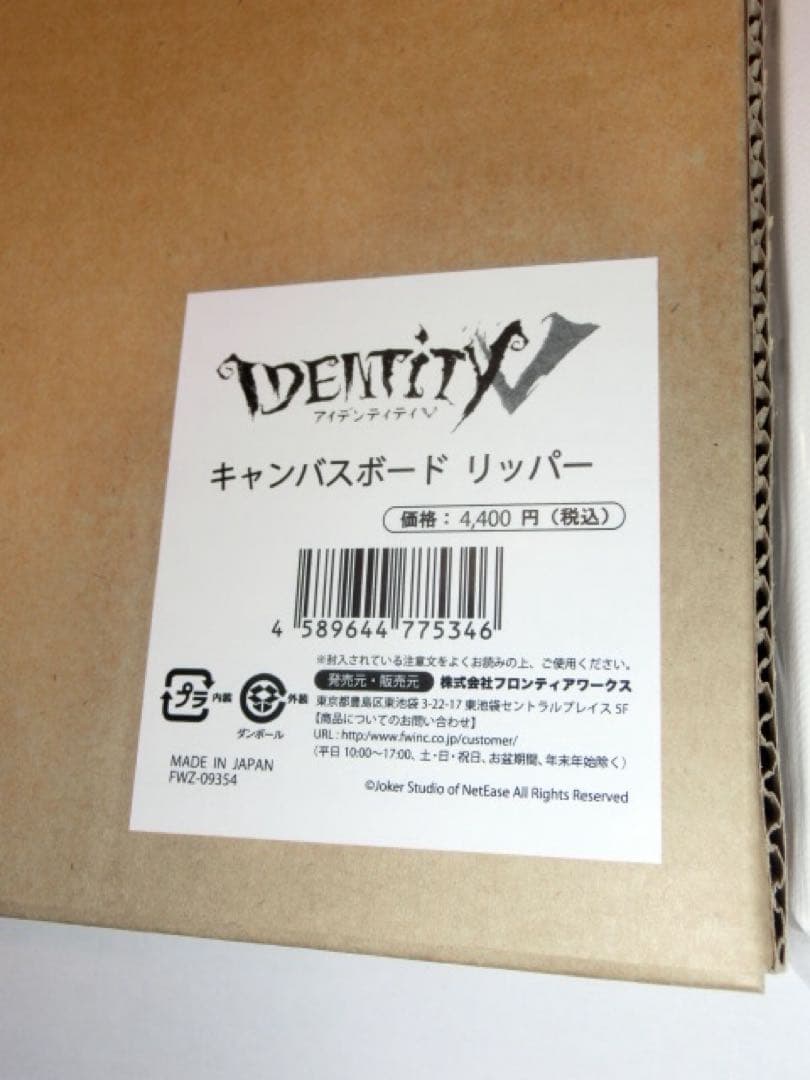 IDENTITY V
アイデンティティV
キャンバスボード リッパー
価格：4,400 円（税込）
4 589644 775346
※封入されている注意文をよくお読みの上、ご使用ください。
発売元・販売元 株式会社フロンティアワークス
プラ 内装 外装
ダンボール
東京都豊島区東池袋 3-22-17 東池袋セントラルプレイス 5F
【商品についてのお問い合わせ】
URL : http://www.fwinc.co.jp/customer/
（平日 10:00〜17:00、土・日・祝日、お盆期間、年末年始除く）
MADE IN JAPAN
FWZ-09354
©Joker Studio of NetEase All Rights Reserved